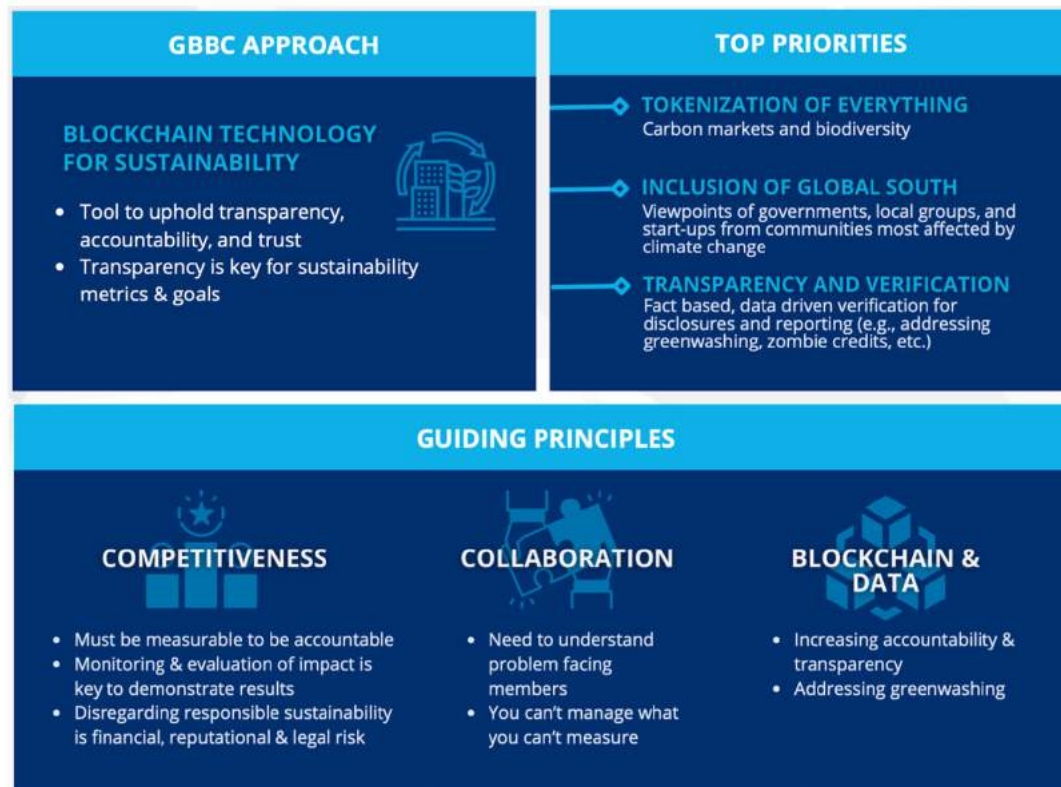 GBBC APPROACH
BLOCKCHAIN TECHNOLOGY
FOR SUSTAINABILITY
• Tool to uphold transparency,
accountability, and trust
• Transparency is key for sustainability
metrics & goals
TOP PRIORITIES
TOKENIZATION OF EVERYTHING
Carbon markets and biodiversity
INCLUSION OF GLOBAL SOUTH
Viewpoints of governments, local groups, and
start-ups from communities most affected by
climate change
TRANSPARENCY AND VERIFICATION
Fact based, data driven verification for
disclosures and reporting (e.g., addressing
greenwashing, zombie credits, etc.)
GUIDING PRINCIPLES
COMPETITIVENESS
• Must be measurable to be accountable
• Monitoring & evaluation of impact is
key to demonstrate results
• Disregarding responsible sustainability
is financial, reputational & legal risk
COLLABORATION
• Need to understand
problem facing
members
• You can't manage what
you can't measure
BLOCKCHAIN &
DATA
• Increasing accountability &
transparency
• Addressing greenwashing